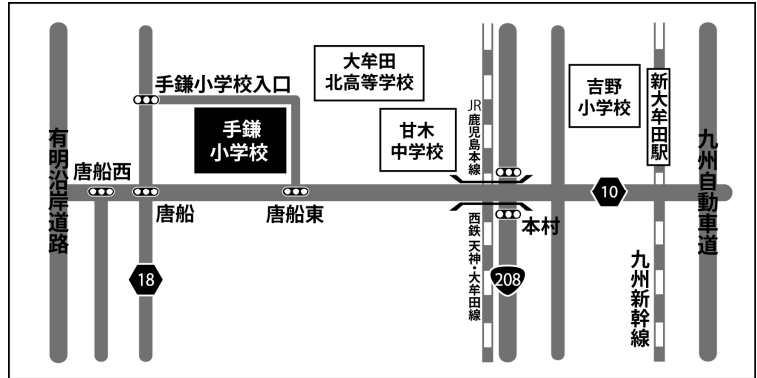 大牟田
北高等学校
手鎌小学校入口
吉野
小学校
新大牟田駅
JR鹿児島本線
手鎌
小学校
甘木
中学校
有明沿岸道路
九州自動車道
唐船西
10
唐船
唐船東
本村
西鉄 天神・大牟田線
18
208
九州新幹線